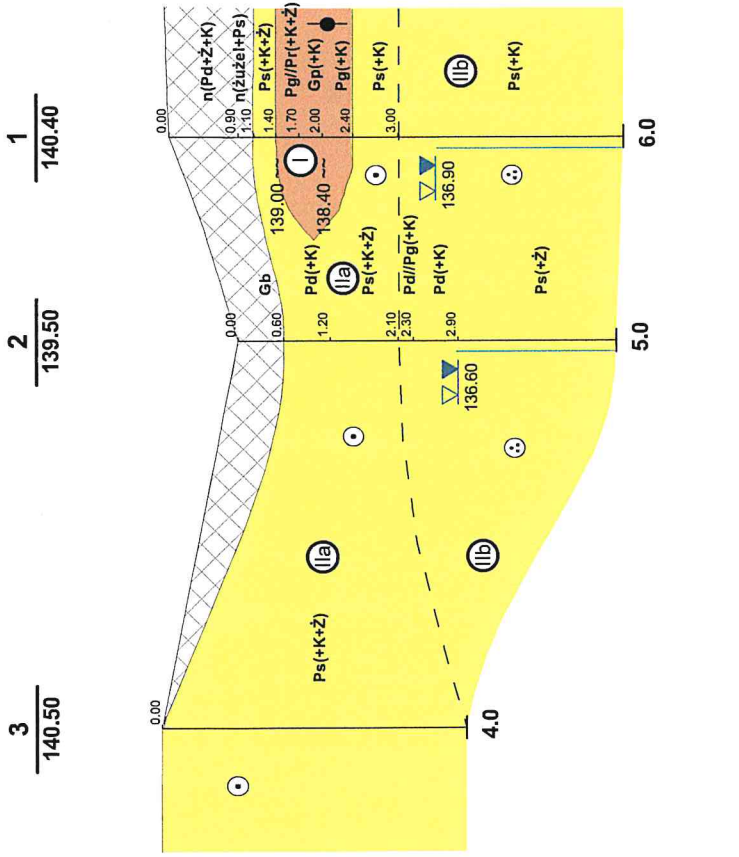 3
140.50
2
139.50
1
140.40
0.00
Ps(+K+Ż)
IIa
IIb
4.0
0.00
0.60
1.20
2.10
2.30
2.90
136.60
5.0
Gb
Pd(+K)
IIa
Ps(+K+Ż)
Pd//Pg(+K)
Pd(+K)
Ps(+Ż)
139.00 ~~
138.40 ~~
I
136.90
0.00
0.90
1.10
1.40
1.70
2.00
2.40
3.00
6.0
n(Pd+Ż+K)
n(żużel+Ps)
Ps(+K+Ż)
Pg//Pr(+K+Ż)
Gp(+K)
Pg(+K)
Ps(+K)
IIb
Ps(+K)